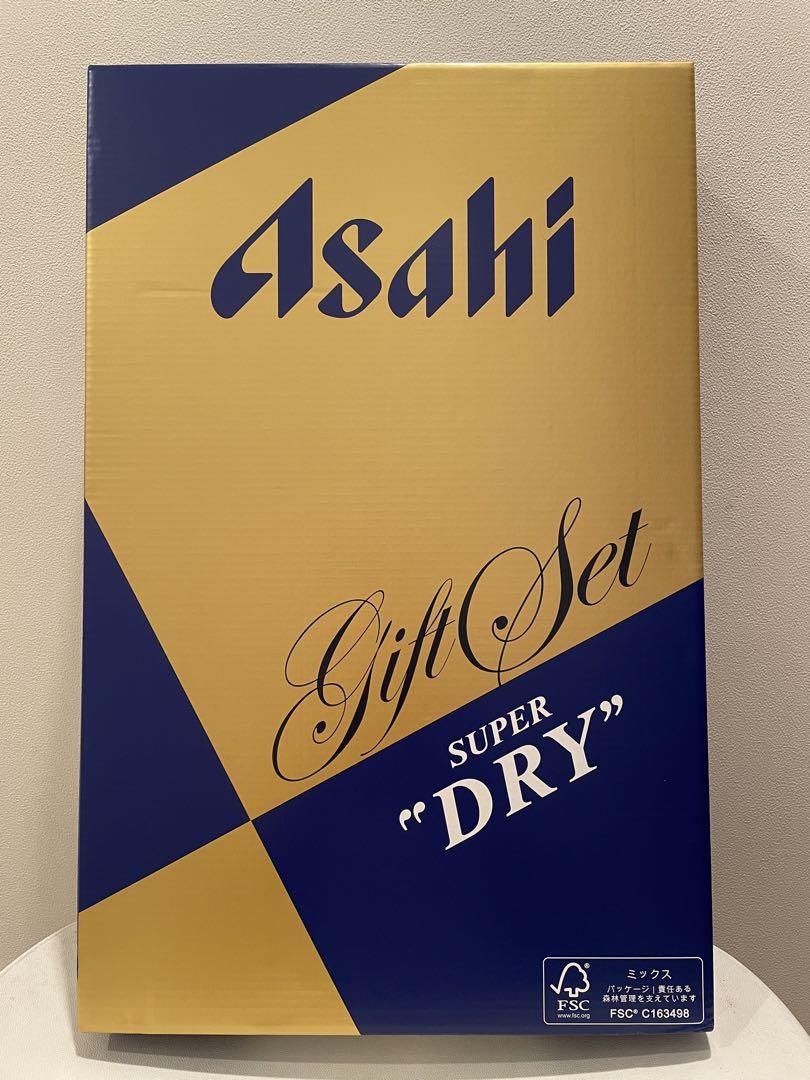 Asahi
Gift Set
SUPER
"DRY"
FSC®
www.fsc.org
ミックス
パッケージ|責任ある
森林管理を支えています
FSC® C163498